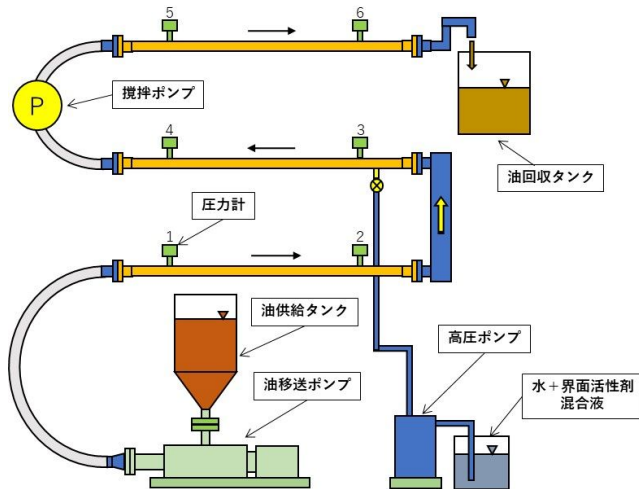 5
6
P
撹拌ポンプ
4
3
油回収タンク
圧力計
1
2
油供給タンク
高圧ポンプ
油移送ポンプ
水＋界面活性剤
混合液